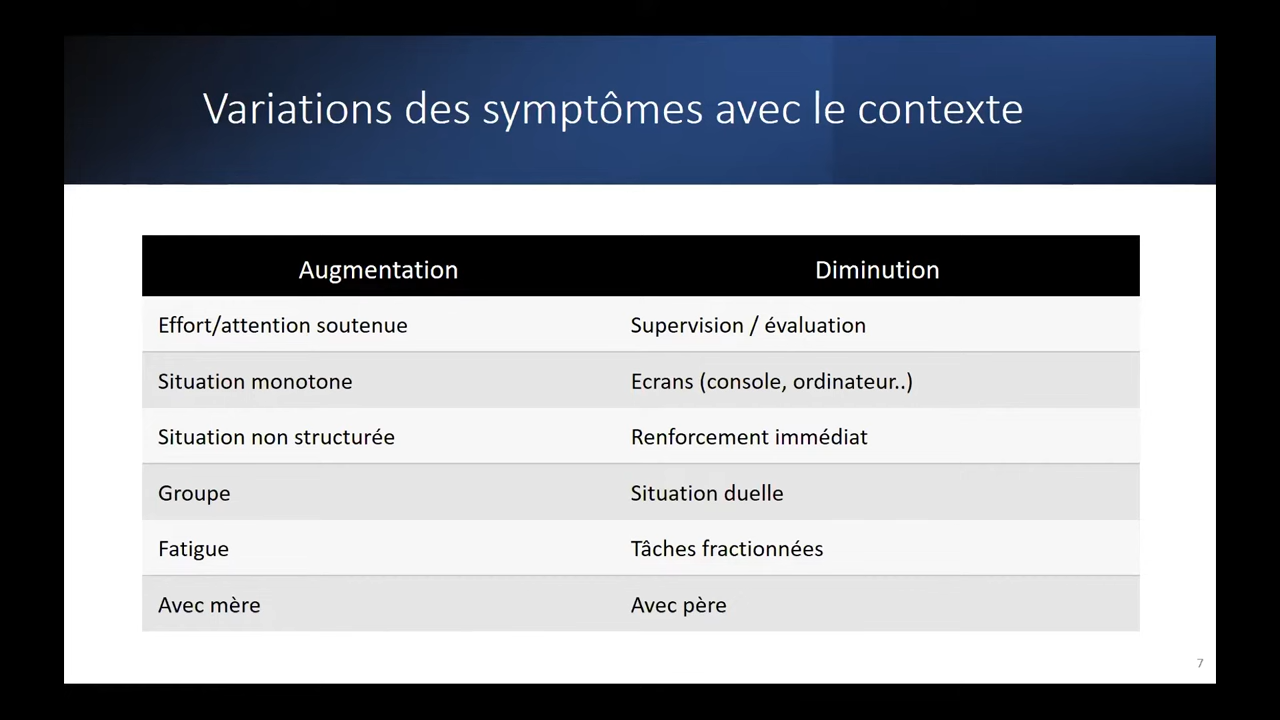 Variations des symptômes avec le contexte
Augmentation Diminution
Effort/attention soutenue Supervision / évaluation
Situation monotone Ecrans (console, ordinateur..)
Situation non structurée Renforcement immédiat
Groupe Situation duelle
Fatigue Tâches fractionnées
Avec mère Avec père
7